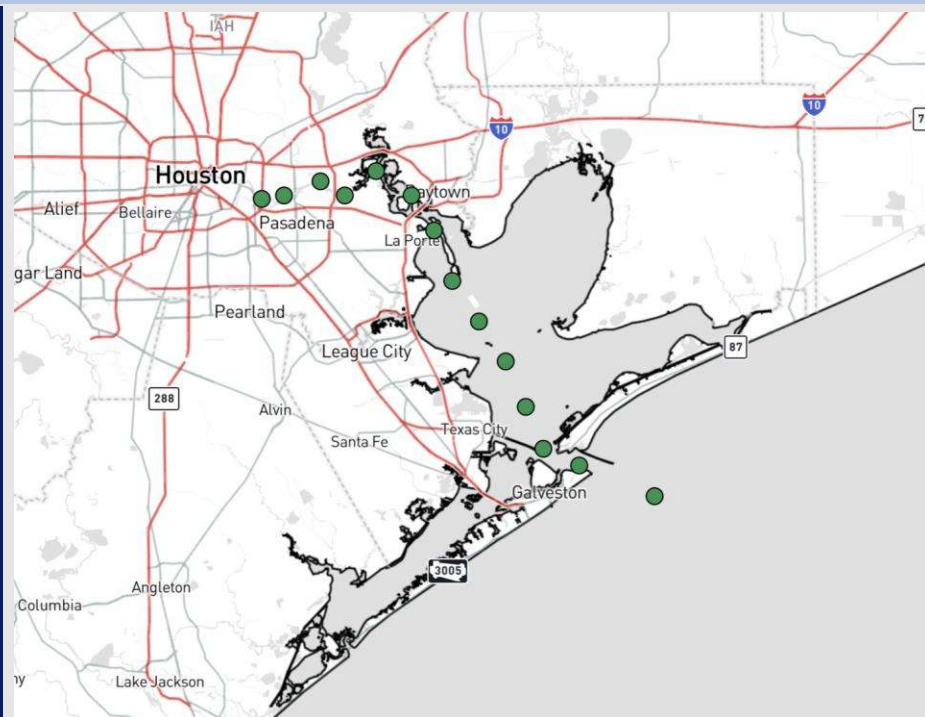 IAH
10
10
7
Houston
Baytown
Alief
Bellaire
Pasadena
La Porte
gar Land
Pearland
League City
87
288
Alvin
Texas City
Santa Fe
Galveston
3005
Angleton
Columbia
ny
Lake Jackson